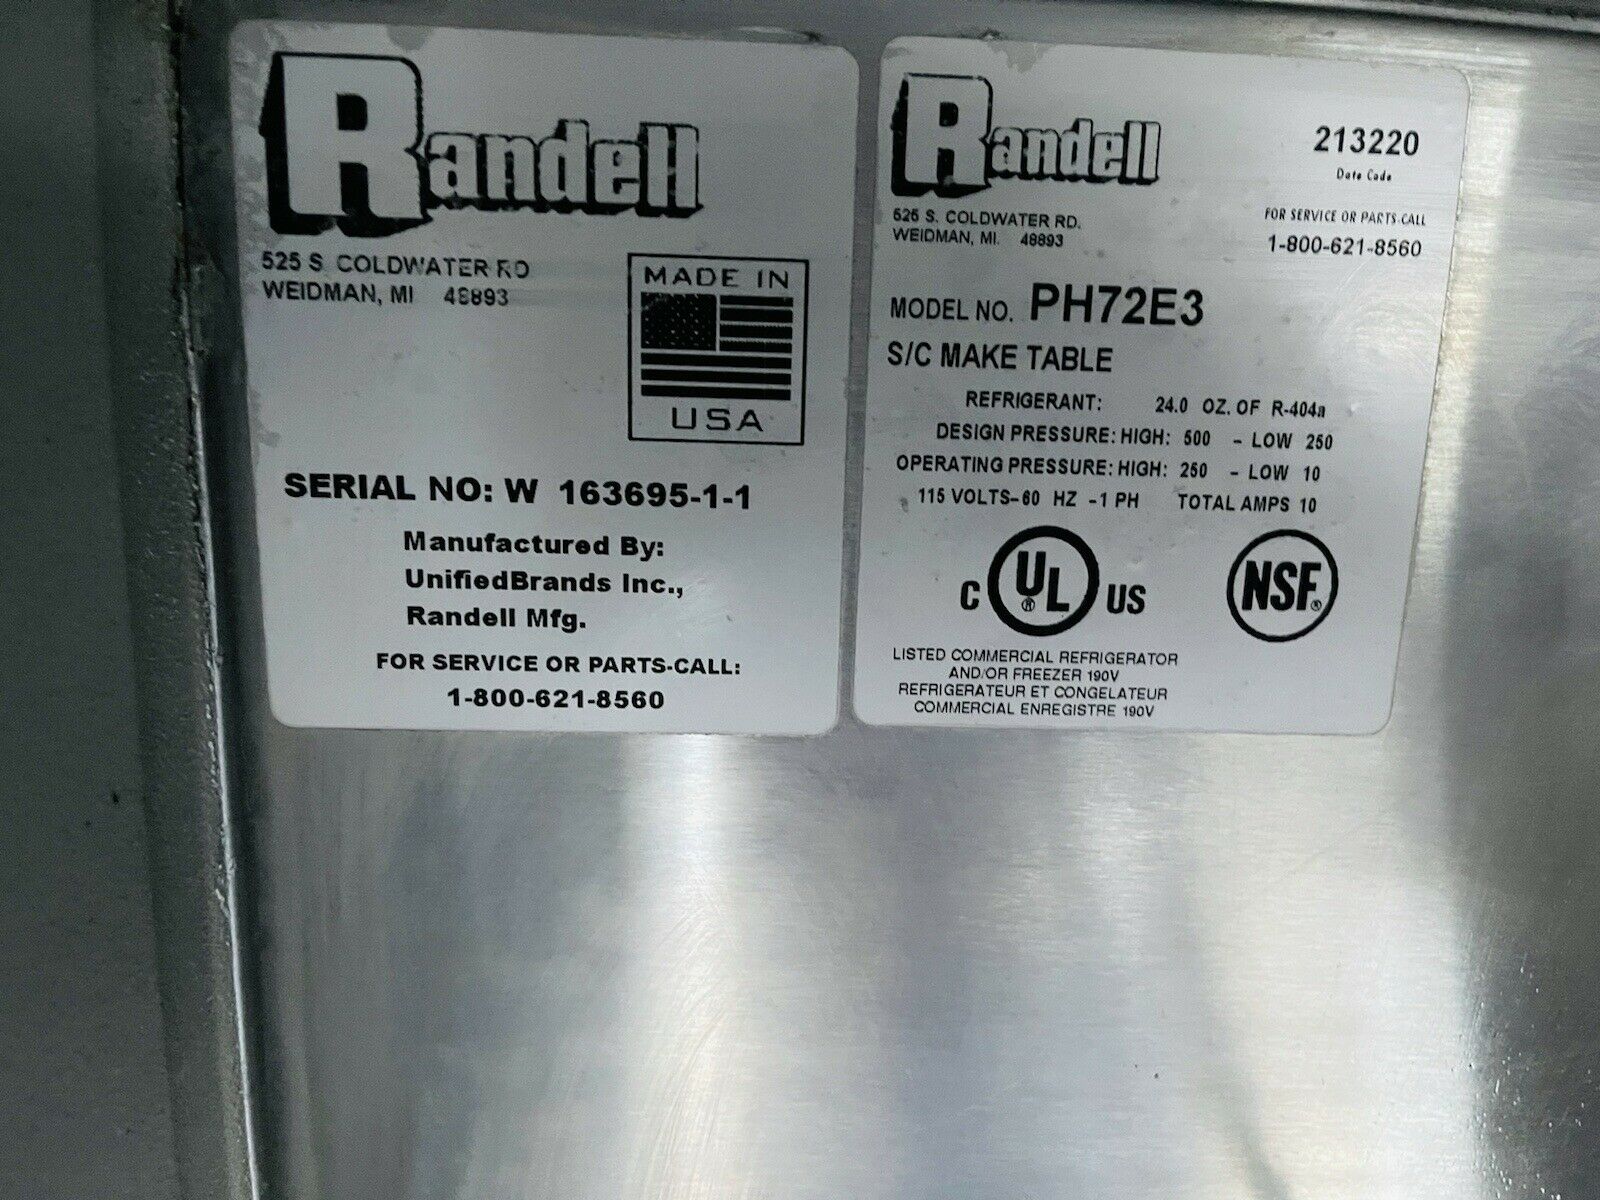 Randell
525 S. COLDWATER RD
WEIDMAN, MI 48893
MADE IN
USA
SERIAL NO: W 163695-1-1
Manufactured By:
UnifiedBrands Inc.,
Randell Mfg.
FOR SERVICE OR PARTS-CALL:
1-800-621-8560
Randell
213220
Date Code
525 S. COLDWATER RD.
WEIDMAN, MI. 48893
FOR SERVICE OR PARTS-CALL
1-800-621-8560
MODEL NO. PH72E3
S/C MAKE TABLE
REFRIGERANT: 24.0 OZ. OF R-404a
DESIGN PRESSURE: HIGH: 500 - LOW 250
OPERATING PRESSURE: HIGH: 250 - LOW 10
115 VOLTS-60 HZ -1 PH TOTAL AMPS 10
C UL ® US
NSF®
LISTED COMMERCIAL REFRIGERATOR
AND/OR FREEZER 190V
REFRIGERATEUR ET CONGELATEUR
COMMERCIAL ENREGISTRE 190V